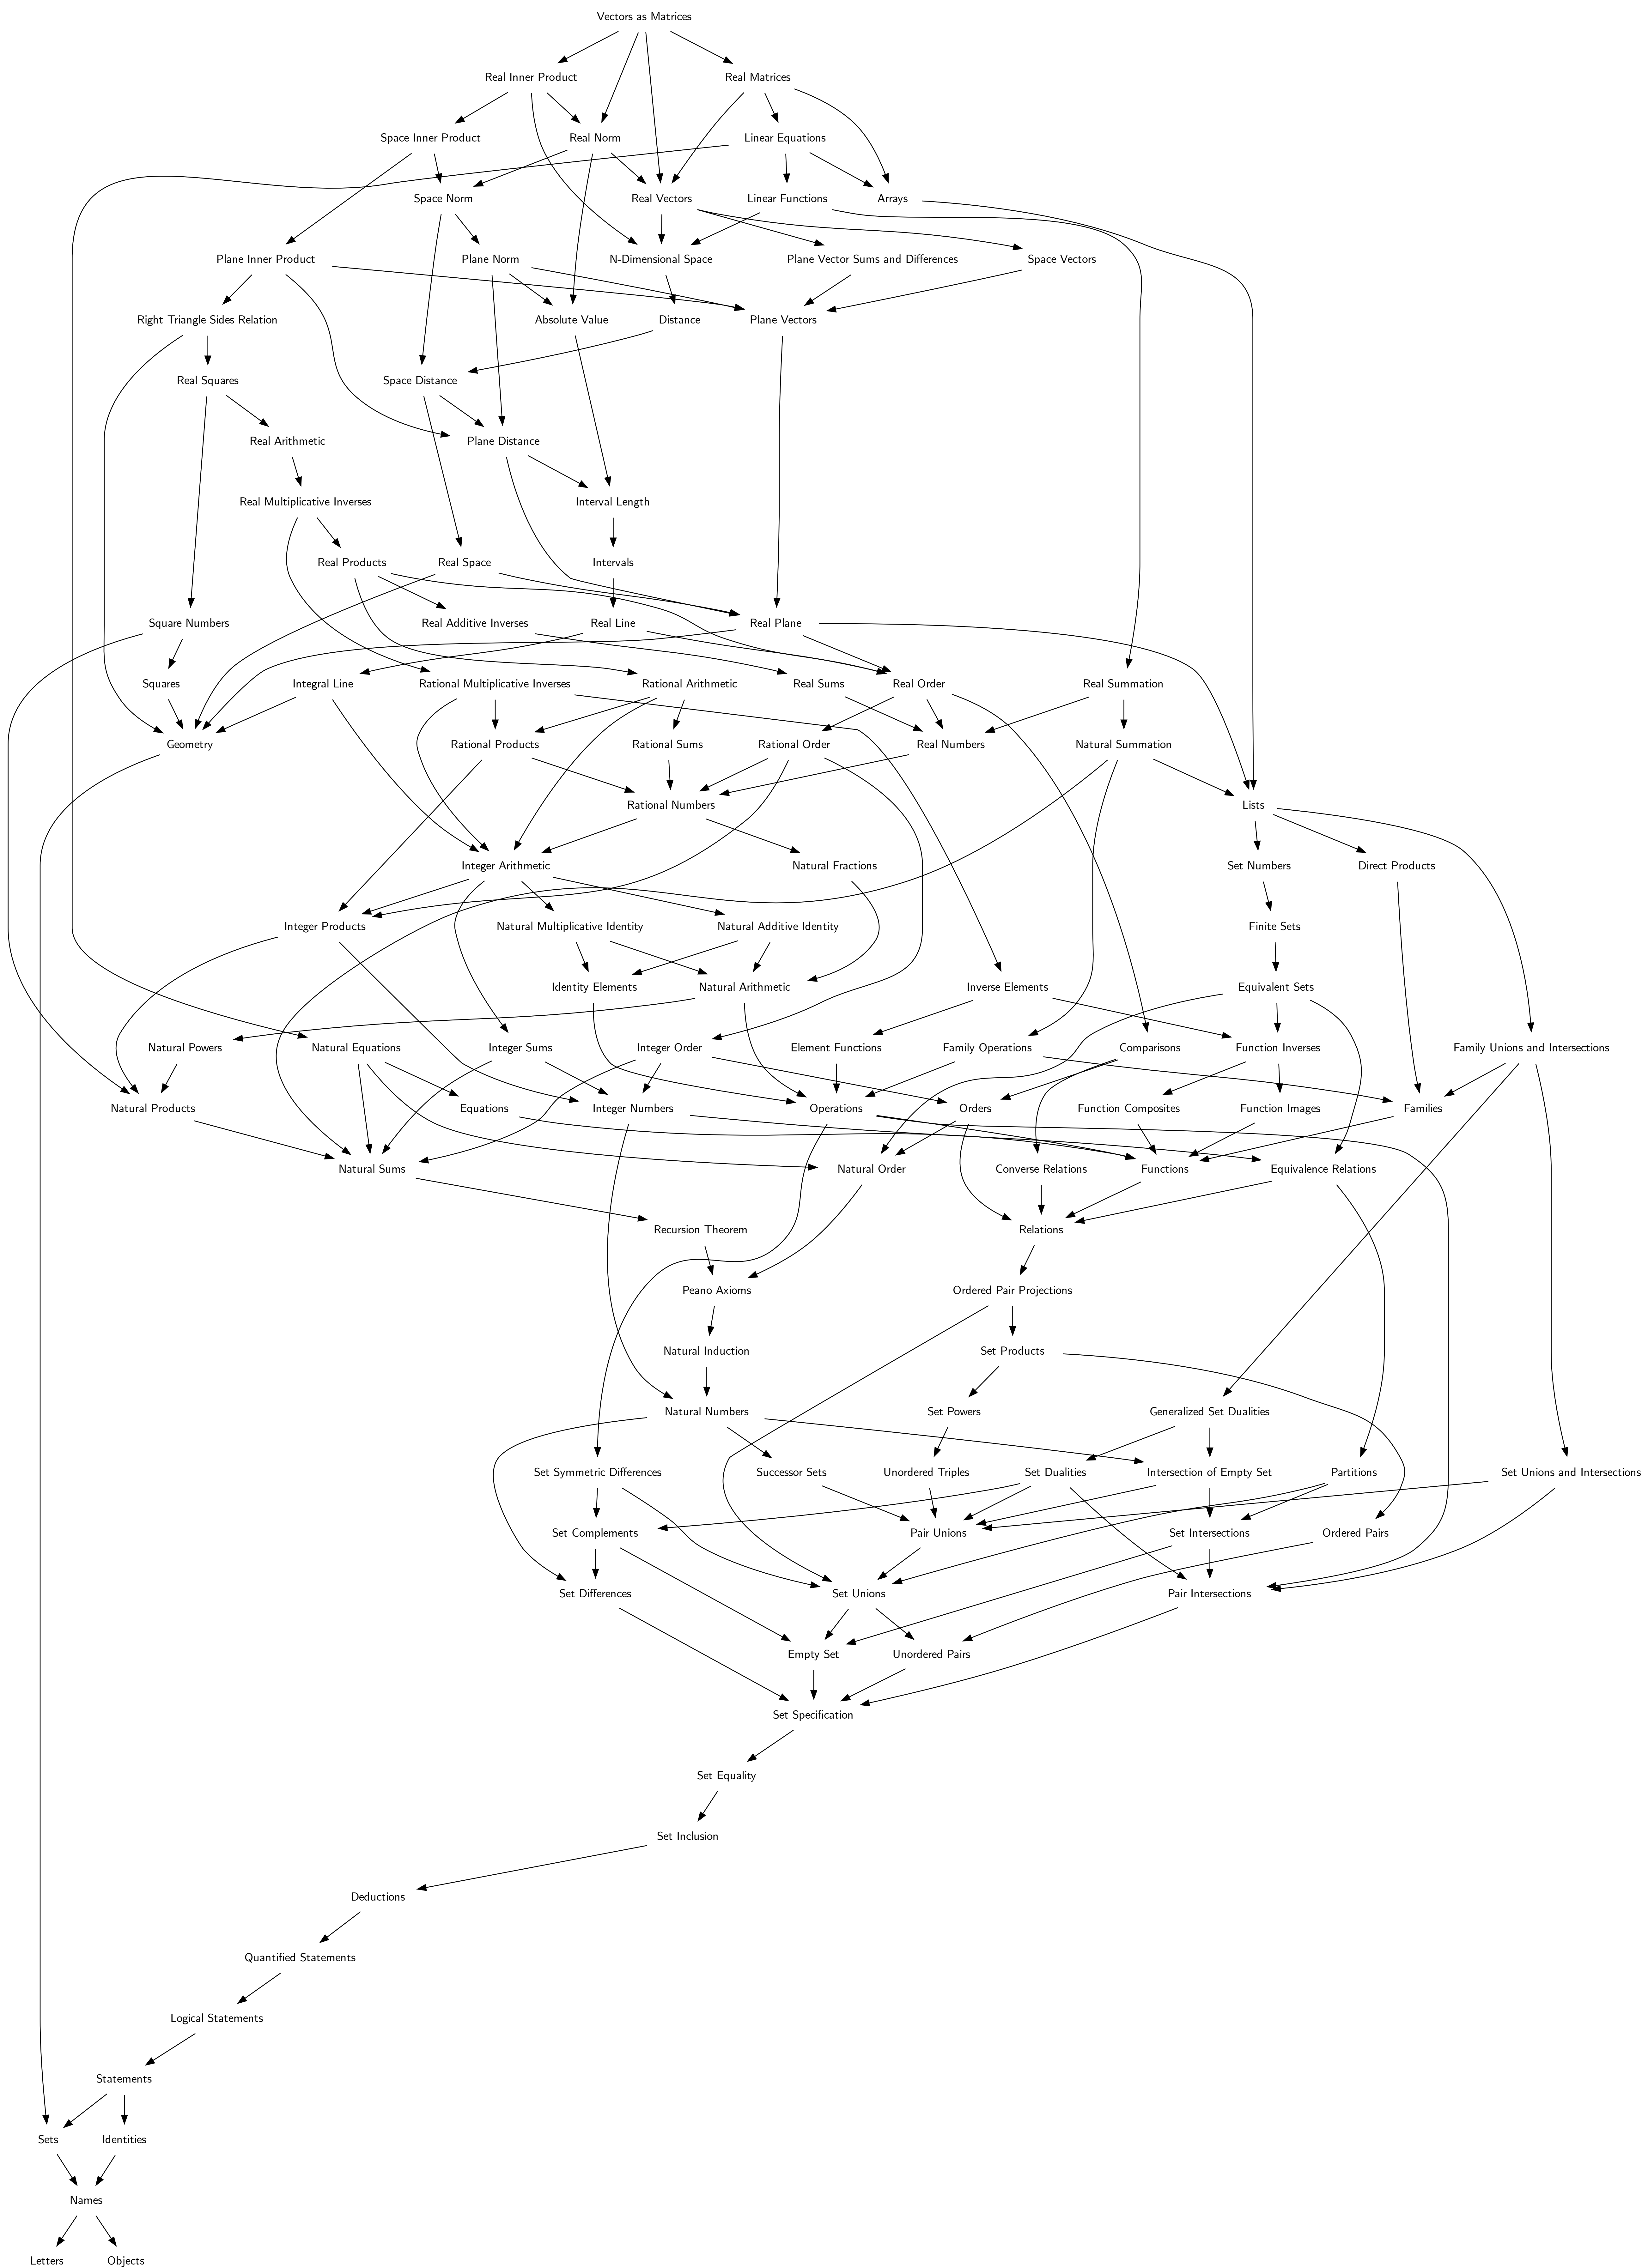 Vectors as Matrices
Real Inner Product
Real Matrices
Space Inner Product
Real Norm
Linear Equations
Space Norm
Real Vectors
Linear Functions
Arrays
Plane Inner Product
Plane Norm
N-Dimensional Space
Plane Vector Sums and Differences
Space Vectors
Right Triangle Sides Relation
Absolute Value
Distance
Plane Vectors
Real Squares
Space Distance
Real Arithmetic
Plane Distance
Real Multiplicative Inverses
Interval Length
Real Products
Real Space
Intervals
Square Numbers
Real Additive Inverses
Real Line
Real Plane
Squares
Integral Line
Rational Multiplicative Inverses
Rational Arithmetic
Real Sums
Real Order
Real Summation
Geometry
Rational Products
Rational Sums
Rational Order
Real Numbers
Natural Summation
Rational Numbers
Lists
Integer Arithmetic
Natural Fractions
Set Numbers
Direct Products
Integer Products
Natural Multiplicative Identity
Natural Additive Identity
Finite Sets
Identity Elements
Natural Arithmetic
Inverse Elements
Equivalent Sets
Natural Powers
Natural Equations
Integer Sums
Integer Order
Element Functions
Family Operations
Comparisons
Function Inverses
Family Unions and Intersections
Natural Products
Equations
Integer Numbers
Operations
Orders
Function Composites
Function Images
Families
Natural Sums
Natural Order
Converse Relations
Functions
Equivalence Relations
Recursion Theorem
Relations
Peano Axioms
Ordered Pair Projections
Natural Induction
Set Products
Natural Numbers
Set Powers
Generalized Set Dualities
Set Symmetric Differences
Successor Sets
Unordered Triples
Set Dualities
Intersection of Empty Set
Partitions
Set Unions and Intersections
Set Complements
Pair Unions
Set Intersections
Ordered Pairs
Set Differences
Set Unions
Pair Intersections
Empty Set
Unordered Pairs
Set Specification
Set Equality
Set Inclusion
Deductions
Quantified Statements
Logical Statements
Statements
Sets
Identities
Names
Letters
Objects